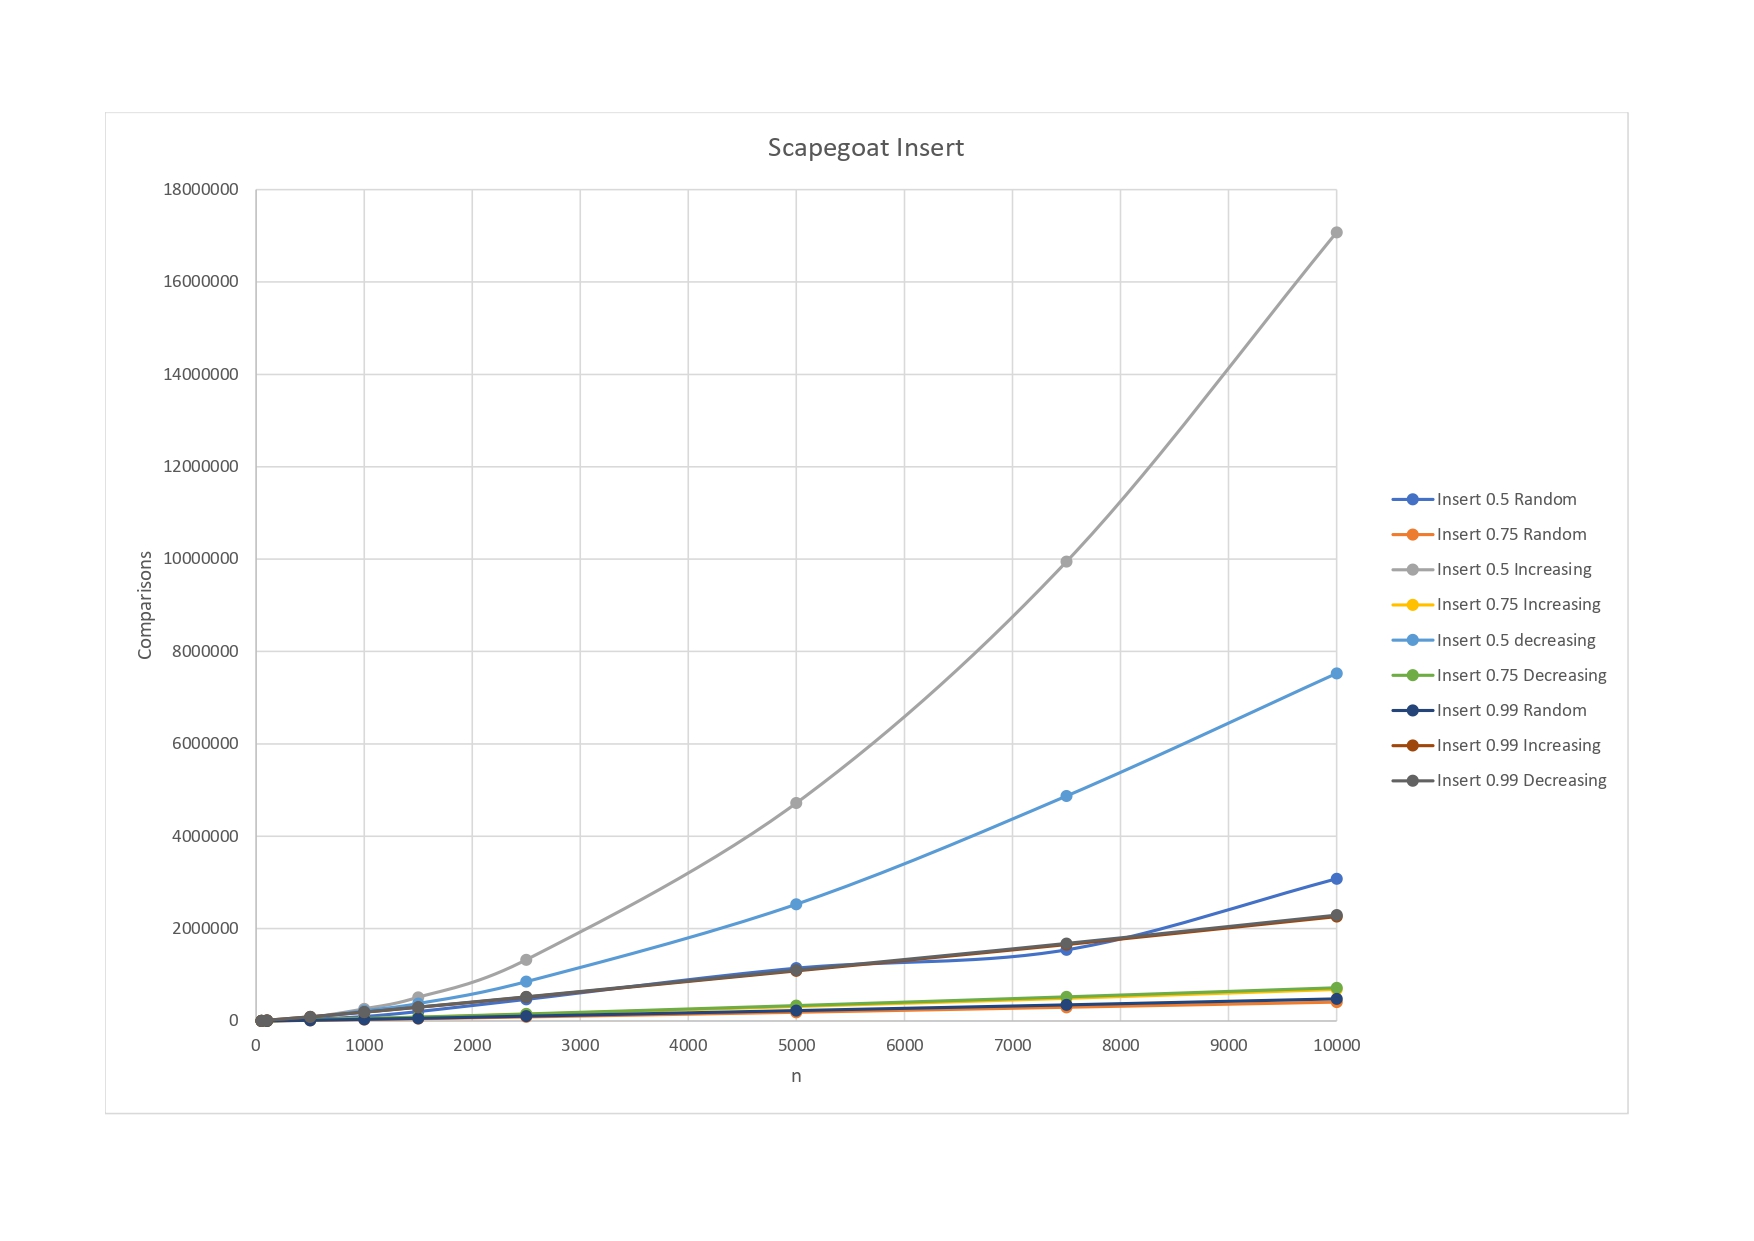 Scapegoat Insert
18000000
16000000
14000000
12000000
10000000
8000000
6000000
4000000
2000000
0
Comparisons
0 1000 2000 3000 4000 5000 6000 7000 8000 9000 10000
n
Insert 0.5 Random
Insert 0.75 Random
Insert 0.5 Increasing
Insert 0.75 Increasing
Insert 0.5 decreasing
Insert 0.75 Decreasing
Insert 0.99 Random
Insert 0.99 Increasing
Insert 0.99 Decreasing